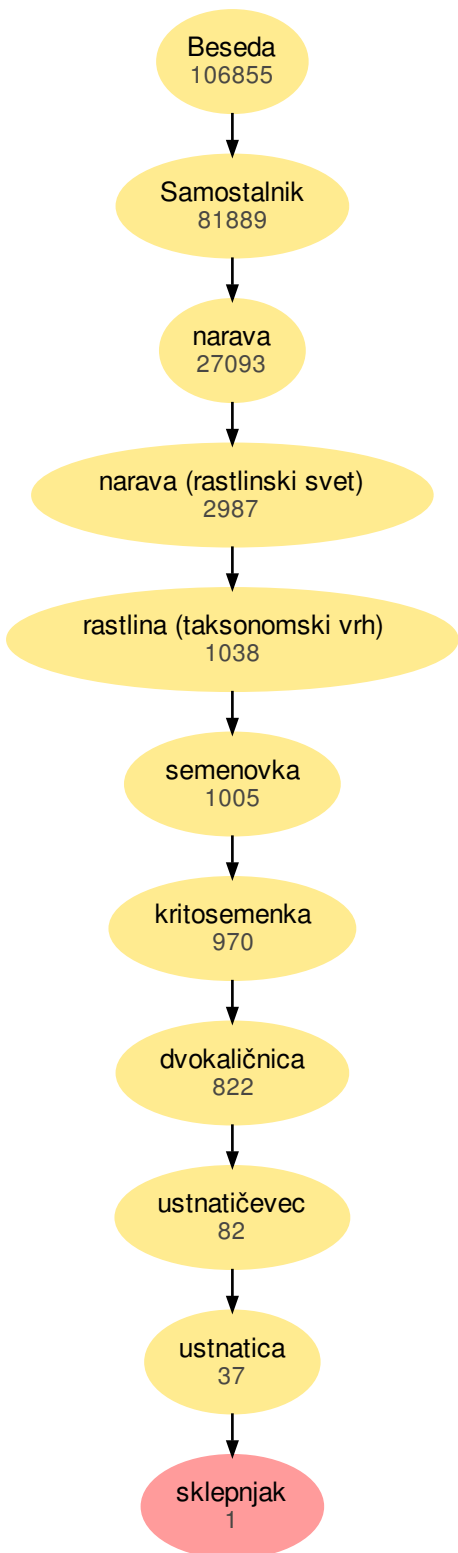 Beseda
106855
Samostalnik
81889
narava
27093
narava (rastlinski svet)
2987
rastlina (taksonomski vrh)
1038
semenovka
1005
kritosemenka
970
dvokaličnica
822
ustnatičevec
82
ustnatica
37
sklepnjak
1